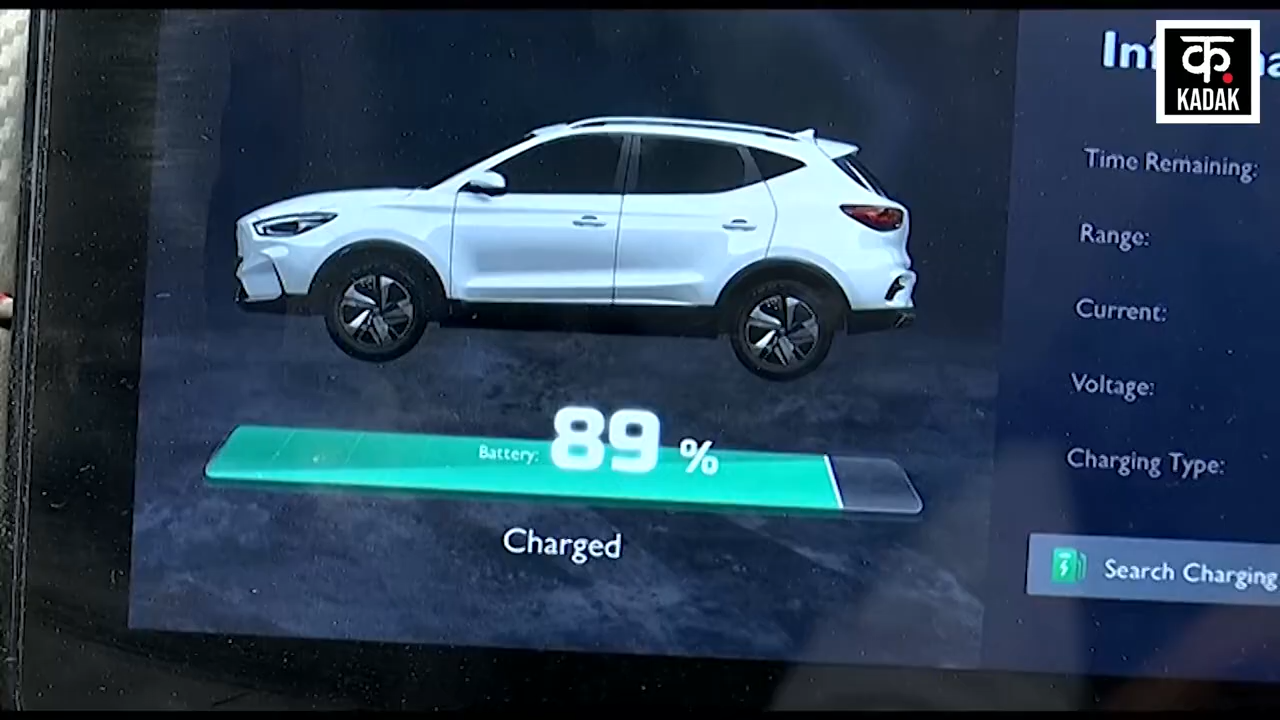 क.
KADAK
Time Remaining:
Range:
Current:
Voltage:
Charging Type:
Battery: 89 %
Charged
Search Charging